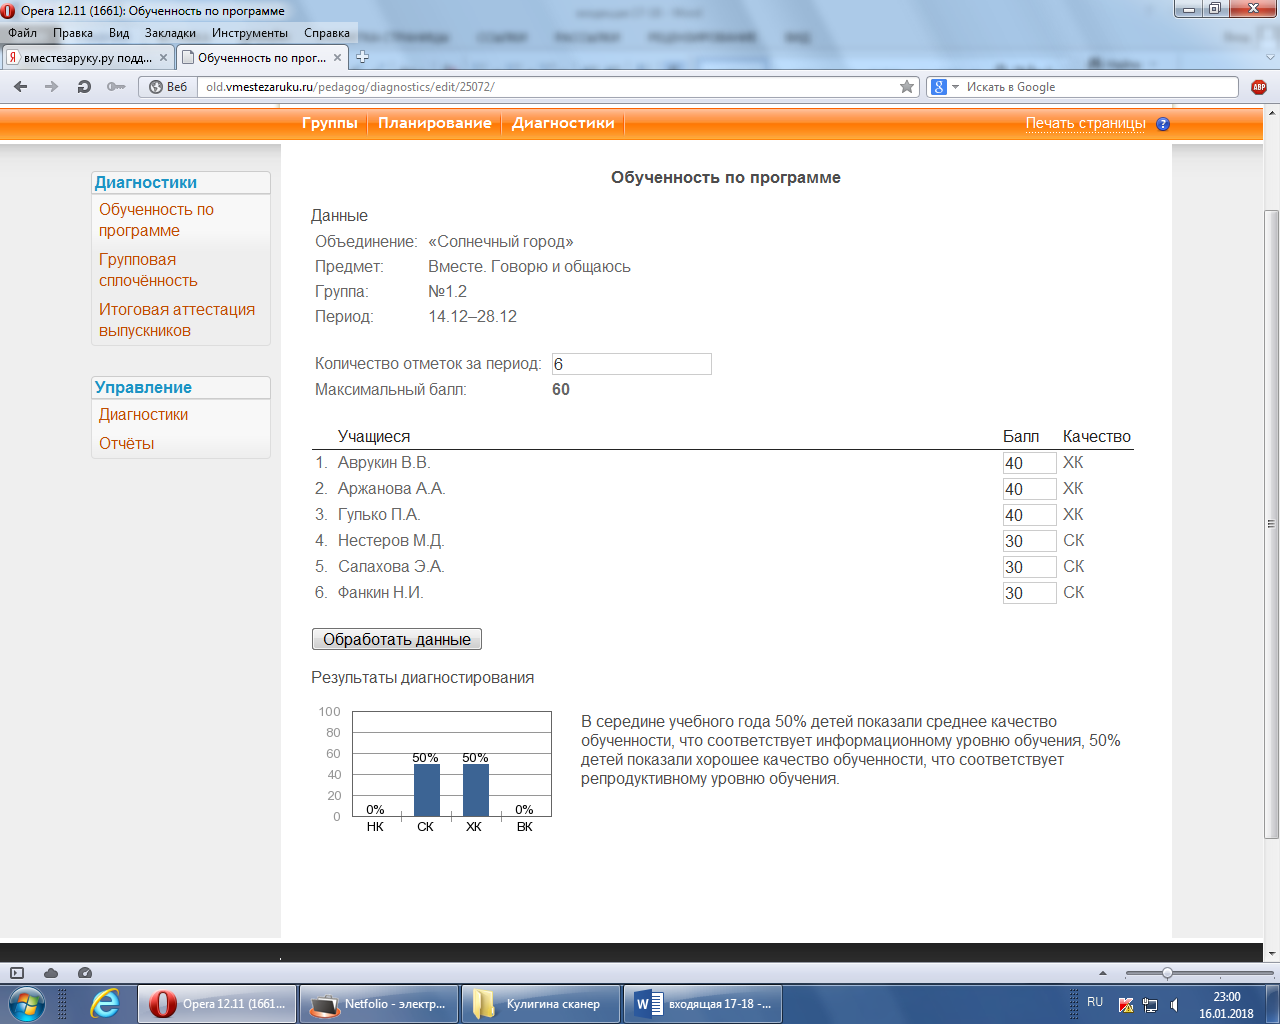 Opera 12.11 (1661): Обученность по программе
Файл Правка Вид Закладки Инструменты Справка
вместезаруку.ру подд... Обученность по прог...
Веб old.vmestezaruku.ru/pedagog/diagnostics/edit/25072/ Искать в Google ABP
Группы Планирование Диагностики Печать страницы ?
Диагностики
Обученность по
программе
Групповая
сплочённость
Итоговая аттестация
выпускников
Управление
Диагностики
Отчёты
Обученность по программе
Данные
Объединение: «Солнечный город»
Предмет: Вместе. Говорю и общаюсь
Группа: №1.2
Период: 14.12–28.12
Количество отметок за период: 6
Максимальный балл: 60
Учащиеся Балл Качество
1. Аврукин В.В. 40 ХК
2. Аржанова А.А. 40 ХК
3. Гулько П.А. 40 ХК
4. Нестеров М.Д. 30 СК
5. Салахова Э.А. 30 СК
6. Фанкин Н.И. 30 СК
Обработать данные
Результаты диагностирования
100
80
60
40
20
0
0% 50% 50% 0%
НК СК ХК ВК
В середине учебного года 50% детей показали среднее качество
обученности, что соответствует информационному уровню обучения, 50%
детей показали хорошее качество обученности, что соответствует
репродуктивному уровню обучения.
Opera 12.11 (1661... Netfolio - электр... Кулигина сканер входящая 17-18 -... RU 23:00
16.01.2018